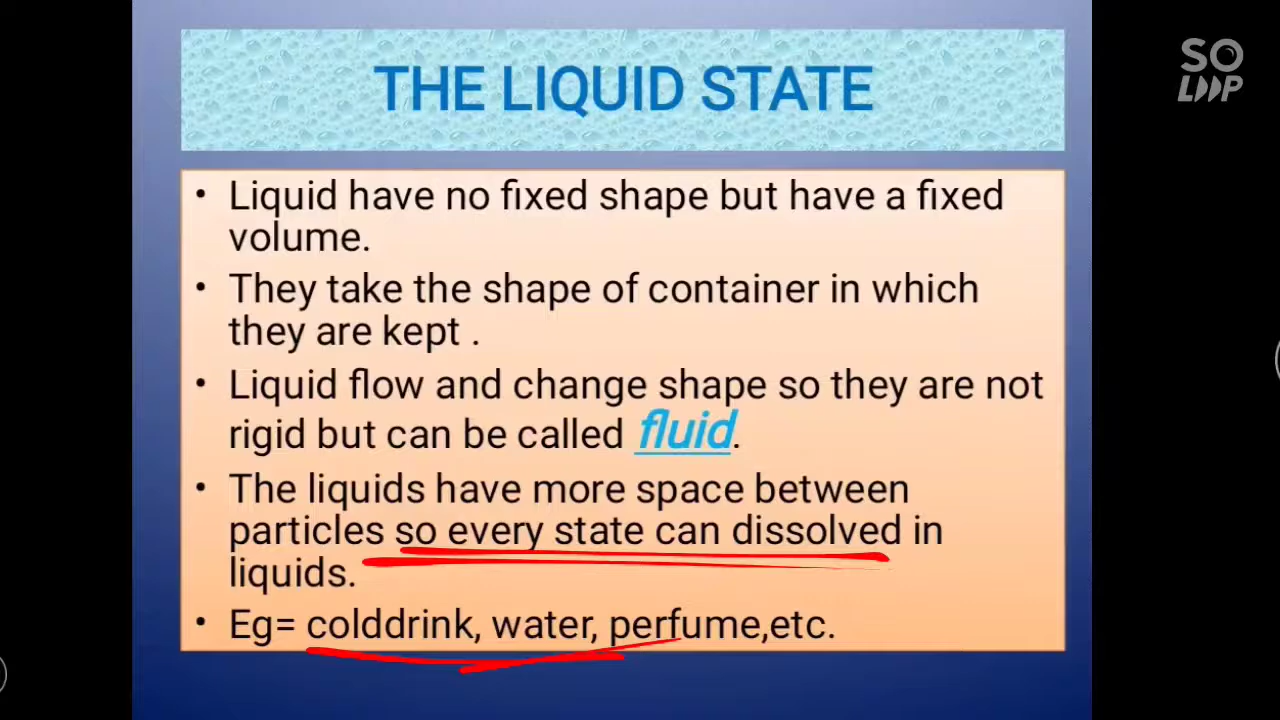 THE LIQUID STATE
SO
LOOP
• Liquid have no fixed shape but have a fixed
volume.
• They take the shape of container in which
they are kept .
• Liquid flow and change shape so they are not
rigid but can be called fluid.
• The liquids have more space between
particles so every state can dissolved in
liquids.
• Eg= colddrink, water, perfume,etc.